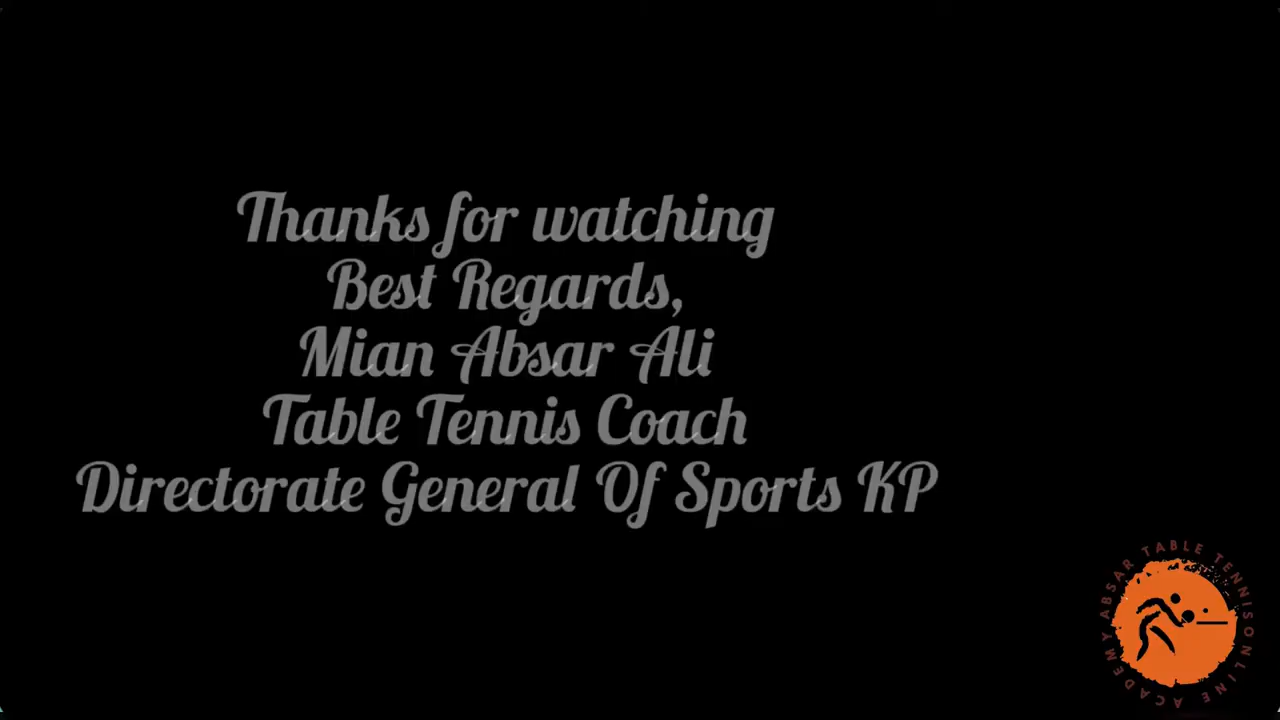 Thanks for watching
Best Regards,
Mian Absar Ali
Table Tennis Coach
Directorate General Of Sports KP
ABSAR TABLE TENNIS ONLINE ACADEMY